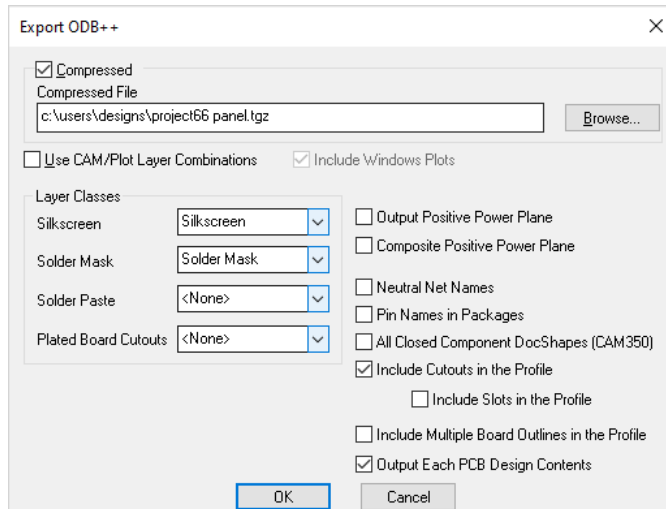 Export ODB++
Compressed
Compressed File
c:\users\designs\project66 panel.tgz
Browse...
Use CAM/Plot Layer Combinations
Include Windows Plots
Layer Classes
Silkscreen
Silkscreen
Solder Mask
Solder Mask
Solder Paste
<None>
Plated Board Cutouts
<None>
Output Positive Power Plane
Composite Positive Power Plane
Neutral Net Names
Pin Names in Packages
All Closed Component DocShapes (CAM350)
Include Cutouts in the Profile
Include Slots in the Profile
Include Multiple Board Outlines in the Profile
Output Each PCB Design Contents
OK
Cancel